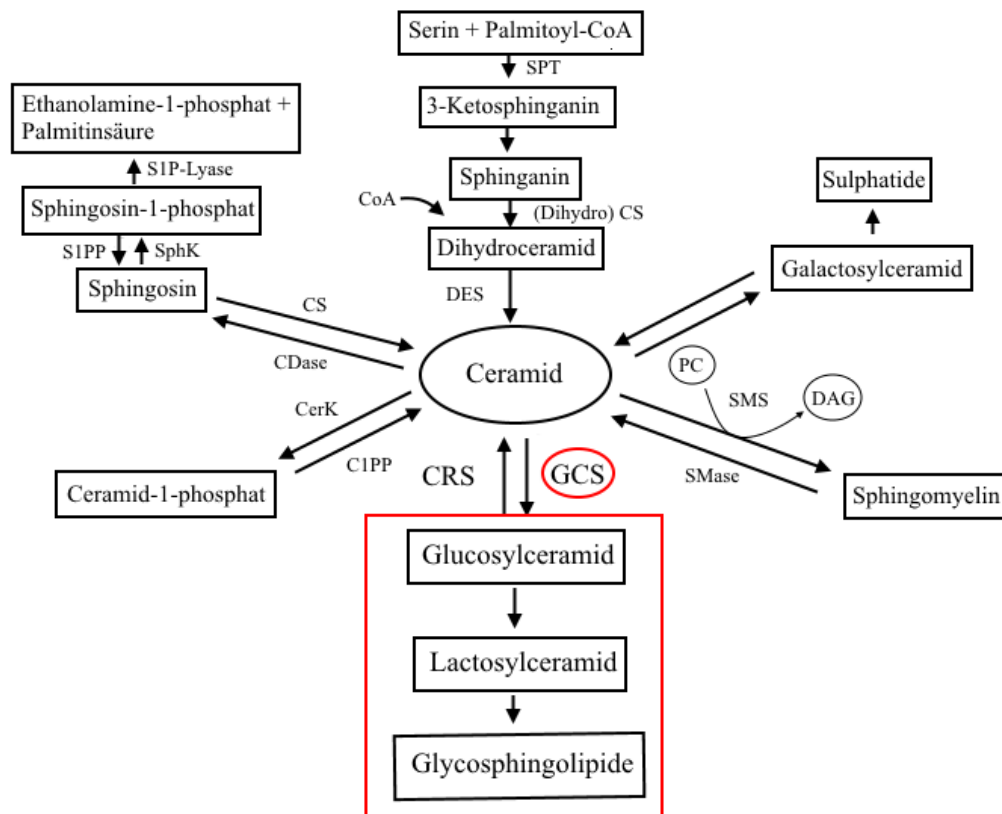 Serin + Palmitoyl-CoA
SPT
3-Ketosphinganin
Ethanolamine-1-phosphat +
Palmitinsäure
S1P-Lyase
Sphinganin
Sulphatide
CoA
(Dihydro) CS
Sphingosin-1-phosphat
S1PP
SphK
Dihydroceramid
Galactosylceramid
Sphingosin
DES
CS
CDase
Ceramid
PC
SMS
DAG
CerK
C1PP
CRS
GCS
SMase
Ceramid-1-phosphat
Sphingomyelin
Glucosylceramid
Lactosylceramid
Glycosphingolipide